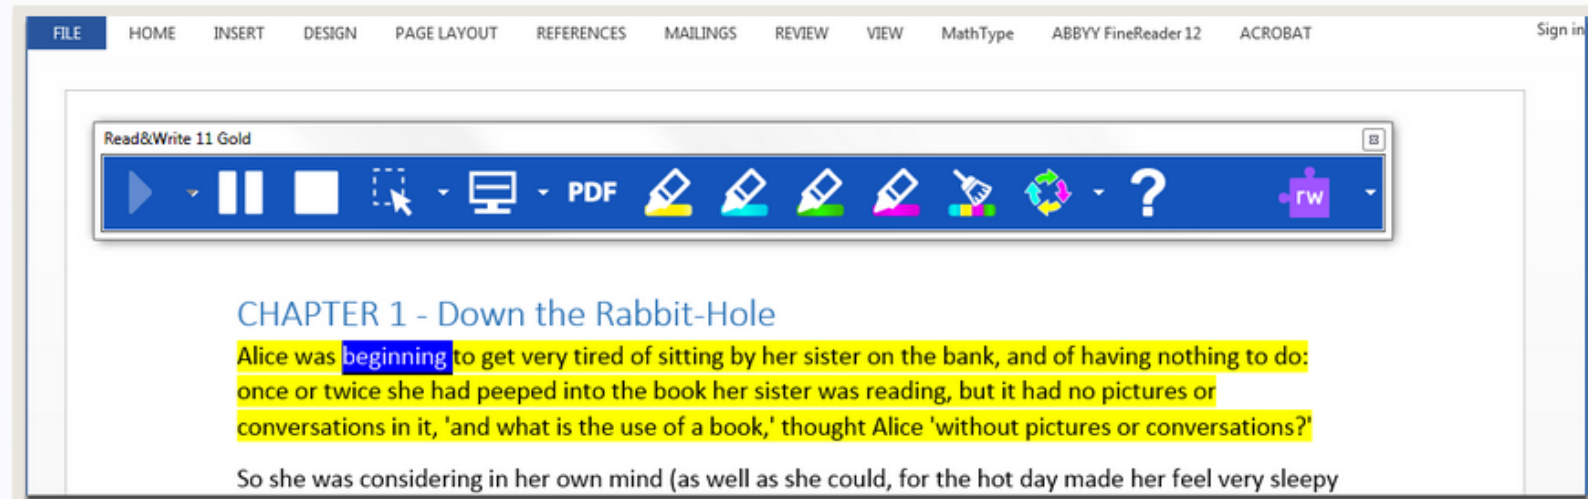 FILE HOME INSERT DESIGN PAGE LAYOUT REFERENCES MAILINGS REVIEW VIEW MathType ABBYY FineReader 12 ACROBAT Sign in
Read&Write 11 Gold
PDF ? rw
CHAPTER 1 - Down the Rabbit-Hole
Alice was beginning to get very tired of sitting by her sister on the bank, and of having nothing to do:
once or twice she had peeped into the book her sister was reading, but it had no pictures or
conversations in it, 'and what is the use of a book,' thought Alice 'without pictures or conversations?'
So she was considering in her own mind (as well as she could, for the hot day made her feel very sleepy